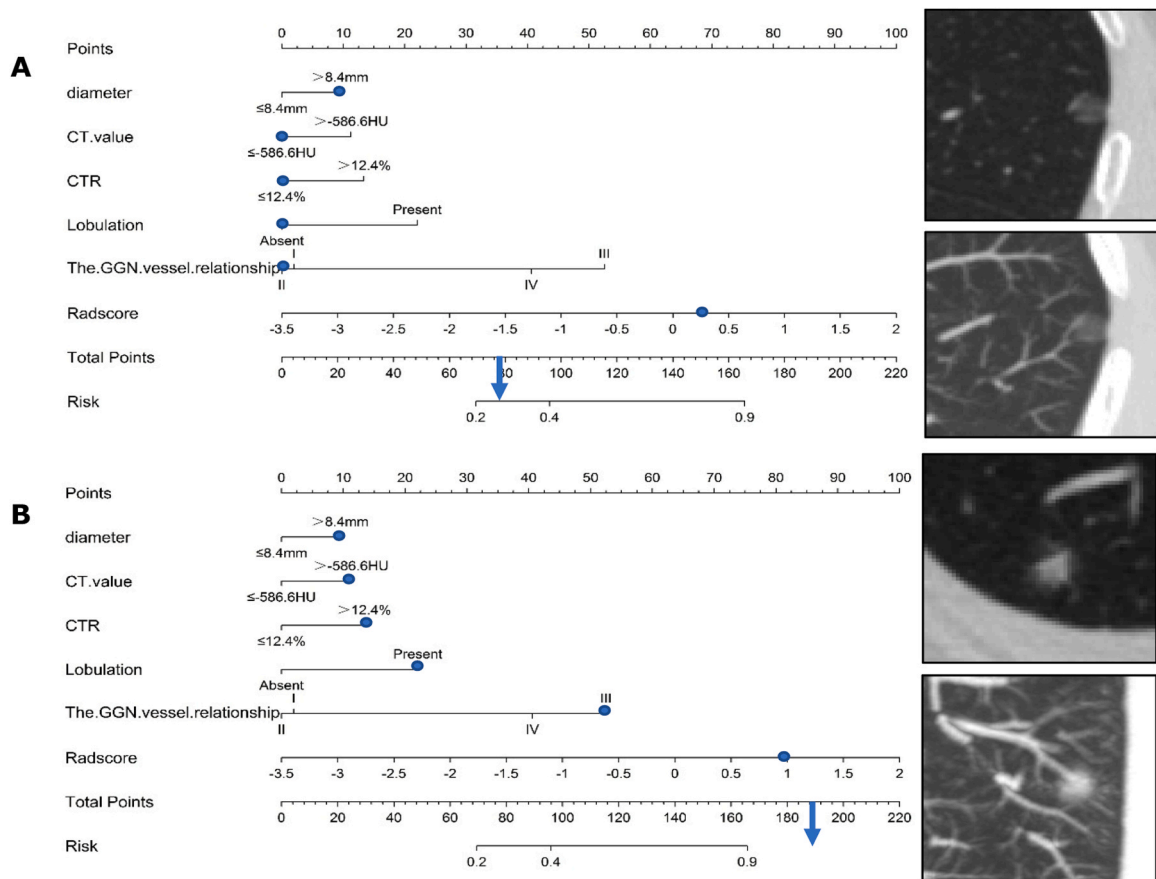 A
Points 0 10 20 30 40 50 60 70 80 90 100
>8.4mm
diameter
≤8.4mm
>-586.6HU
CT.value
≤-586.6HU
>12.4%
CTR
≤12.4%
Lobulation Present
Absent I III
The.GGN.vessel.relationship
II IV
Radscore
-3.5 -3 -2.5 -2 -1.5 -1 -0.5 0 0.5 1 1.5 2
Total Points
0 20 40 60 80 100 120 140 160 180 200 220
Risk
0.2 0.4 0.9
B
Points 0 10 20 30 40 50 60 70 80 90 100
>8.4mm
diameter
≤8.4mm
>-586.6HU
CT.value
≤-586.6HU
>12.4%
CTR
≤12.4%
Lobulation Present
Absent I III
The.GGN.vessel.relationship
II IV
Radscore
-3.5 -3 -2.5 -2 -1.5 -1 -0.5 0 0.5 1 1.5 2
Total Points
0 20 40 60 80 100 120 140 160 180 200 220
Risk
0.2 0.4 0.9